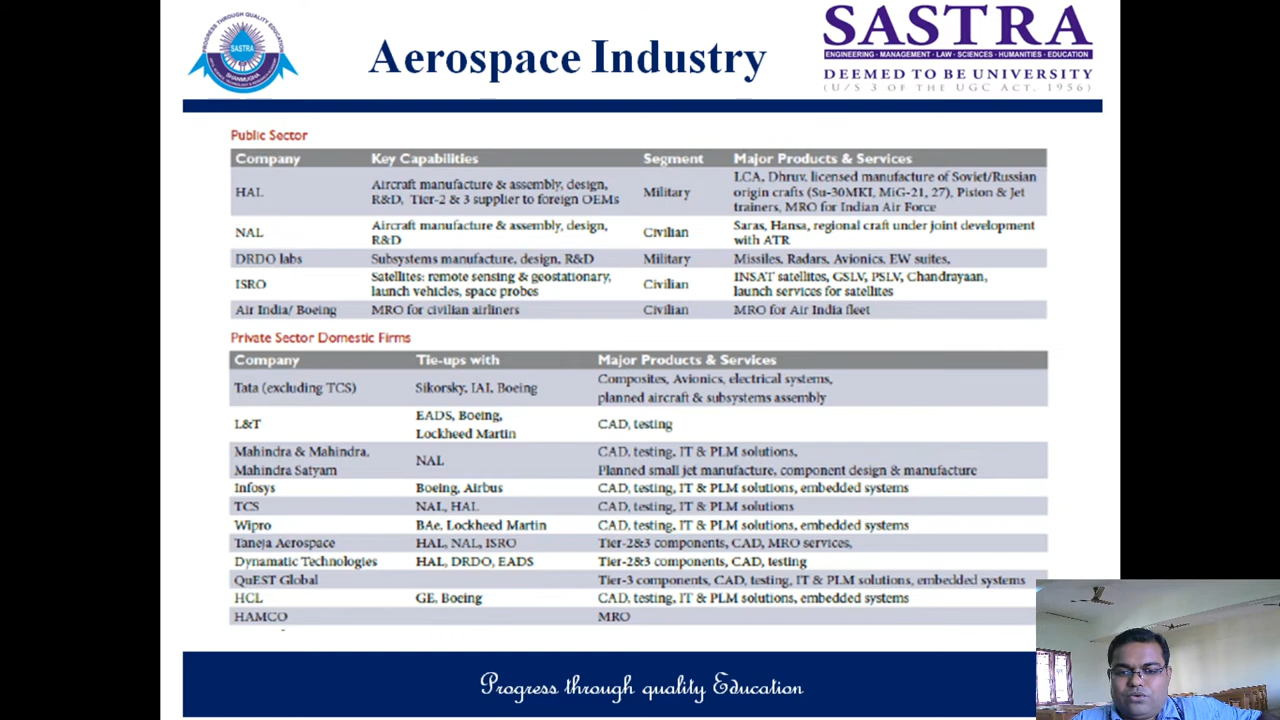 PROGRESS THROUGH QUALITY EDUCATION
SASTRA
SHANMUGHA
Aerospace Industry
SASTRA
ENGINEERING · MANAGEMENT · LAW · SCIENCES · HUMANITIES · EDUCATION
DEEMED TO BE UNIVERSITY
(U/S 3 OF THE UGC ACT, 1956)
Public Sector
Company Key Capabilities Segment Major Products & Services
HAL Aircraft manufacture & assembly, design, R&D, Tier-2 & 3 supplier to foreign OEMs Military LCA, Dhruv, licensed manufacture of Soviet/Russian origin crafts (Su-30MKI, MiG-21, 27), Piston & Jet trainers, MRO for Indian Air Force
NAL Aircraft manufacture & assembly, design, R&D Civilian Saras, Hansa, regional craft under joint development with ATR
DRDO labs Subsystems manufacture, design, R&D Military Missiles, Radars, Avionics, EW suites,
ISRO Satellites: remote sensing & geostationary, launch vehicles, space probes Civilian INSAT satellites, GSLV, PSLV, Chandrayaan, launch services for satellites
Air India/ Boeing MRO for civilian airliners Civilian MRO for Air India fleet
Private Sector Domestic Firms
Company Tie-ups with Major Products & Services
Tata (excluding TCS) Sikorsky, IAI, Boeing Composites, Avionics, electrical systems, planned aircraft & subsystems assembly
L&T EADS, Boeing, Lockheed Martin CAD, testing
Mahindra & Mahindra, Mahindra Satyam NAL CAD, testing, IT & PLM solutions, Planned small jet manufacture, component design & manufacture
Infosys Boeing, Airbus CAD, testing, IT & PLM solutions, embedded systems
TCS NAL, HAL CAD, testing, IT & PLM solutions
Wipro BAe, Lockheed Martin CAD, testing, IT & PLM solutions, embedded systems
Taneja Aerospace HAL, NAL, ISRO Tier-2&3 components, CAD, MRO services,
Dynamatic Technologies HAL, DRDO, EADS Tier-2&3 components, CAD, testing
QuEST Global Tier-3 components, CAD, testing, IT & PLM solutions, embedded systems
HCL GE, Boeing CAD, testing, IT & PLM solutions, embedded systems
HAMCO MRO
Progress through quality Education